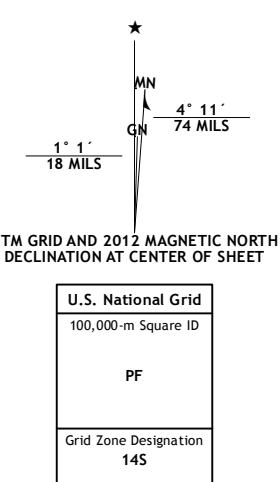 ★
MN
GN
4° 11´
74 MILS
1° 1´
18 MILS
TM GRID AND 2012 MAGNETIC NORTH
DECLINATION AT CENTER OF SHEET
U.S. National Grid
100,000-m Square ID
PF
Grid Zone Designation
14S